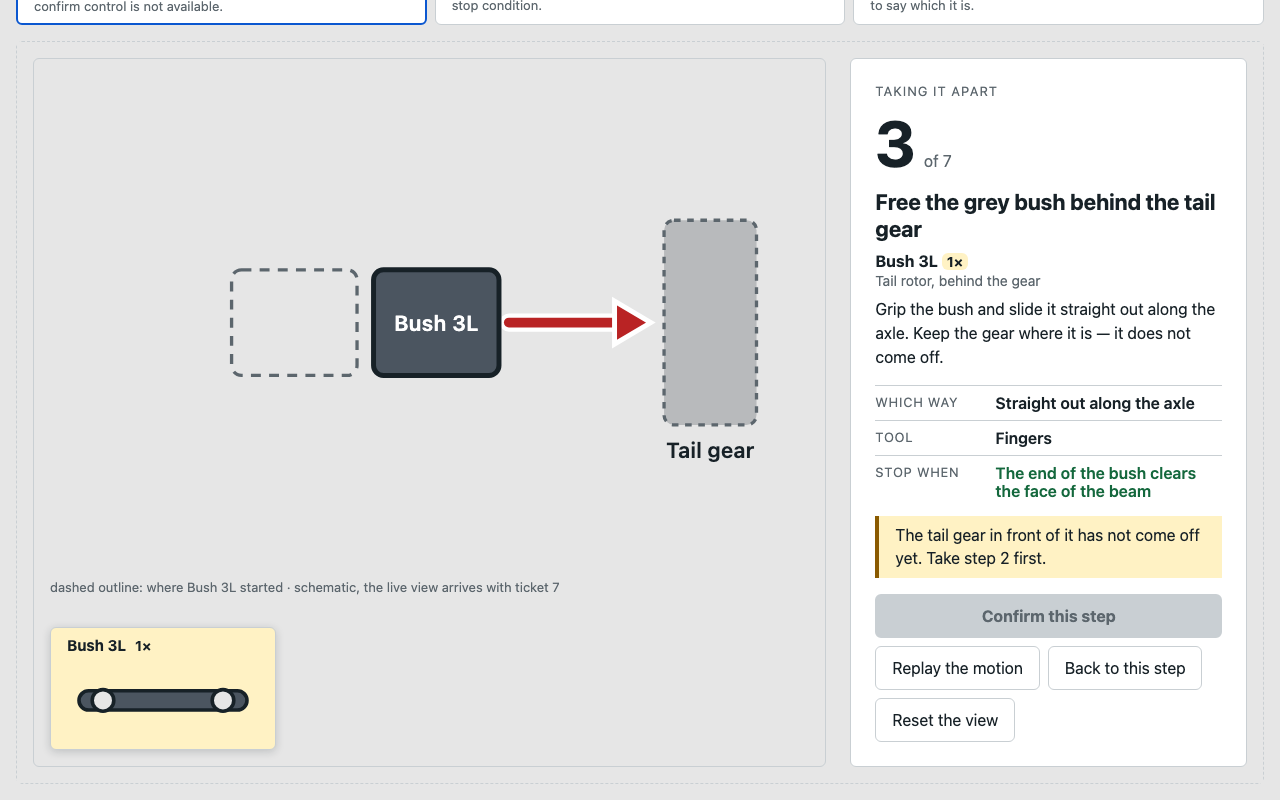 confirm control is not available.
stop condition.
to say which it is.
Bush 3L
Tail gear
dashed outline: where Bush 3L started · schematic, the live view arrives with ticket 7
Bush 3L 1×
TAKING IT APART
3 of 7
Free the grey bush behind the tail
gear
Bush 3L 1×
Tail rotor, behind the gear
Grip the bush and slide it straight out along the
axle. Keep the gear where it is — it does not
come off.
WHICH WAY Straight out along the axle
TOOL Fingers
STOP WHEN The end of the bush clears
the face of the beam
The tail gear in front of it has not come off
yet. Take step 2 first.
Confirm this step
Replay the motion Back to this step
Reset the view